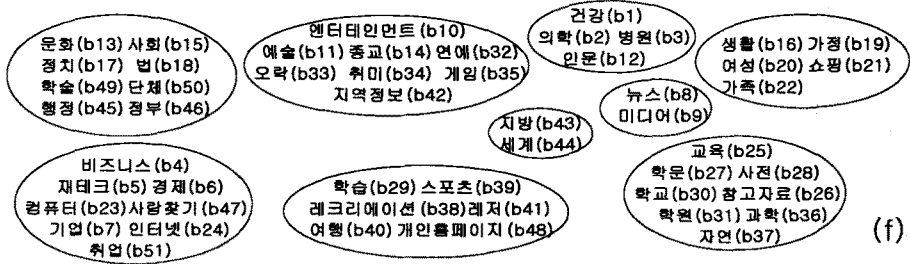 문화(b13) 사회(b15)
정치(b17) 법(b18)
학술(b49) 단체(b50)
행정(b45) 정부(b46)
엔터테인먼트(b10)
예술(b11) 종교(b14) 연애(b32)
오락(b33) 취미(b34) 게임(b35)
지역정보(b42)
건강(b1)
의학(b2) 병원(b3)
인문(b12)
생활(b16) 가정(b19)
여성(b20) 쇼핑(b21)
가족(b22)
뉴스(b8)
미디어(b9)
지방(b43)
세계(b44)
비즈니스(b4)
재테크(b5) 경제(b6)
컴퓨터(b23)사람찾기(b47)
기업(b7) 인터넷(b24)
취업(b51)
학습(b29) 스포츠(b39)
레크리에이션(b38)레저(b41)
여행(b40) 개인홈페이지(b48)
교육(b25)
학문(b27) 사전(b28)
학교(b30) 참고자료(b26)
학원(b31) 과학(b36)
자연(b37)
(f)